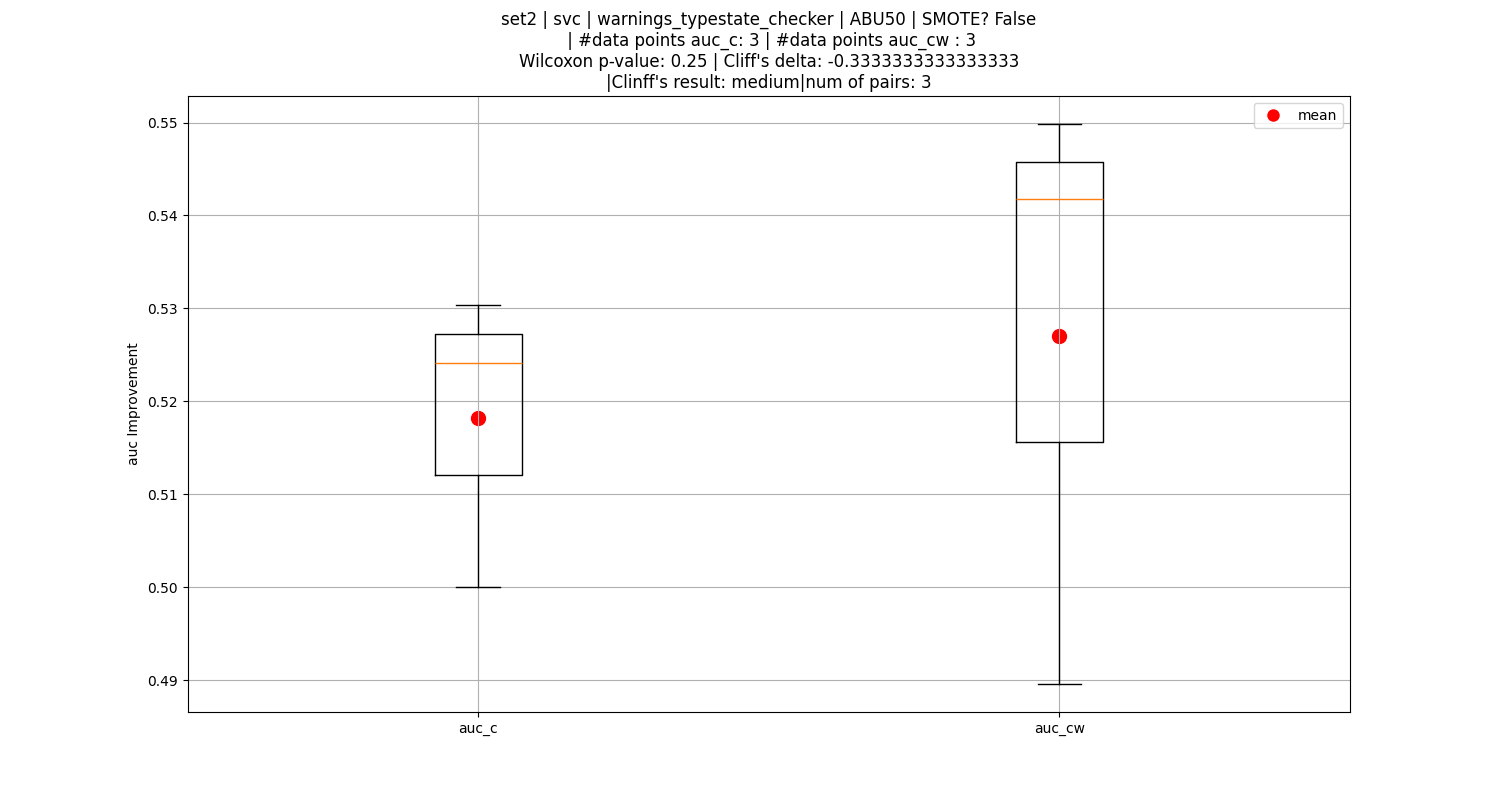 set2 | svc | warnings_typestate_checker | ABU50 | SMOTE? False
| #data points auc_c: 3 | #data points auc_cw : 3
Wilcoxon p-value: 0.25 | Cliff's delta: -0.3333333333333333
|Clinff's result: medium|num of pairs: 3
mean
0.55
0.54
0.53
0.52
0.51
0.50
0.49
auc Improvement
auc_c
auc_cw